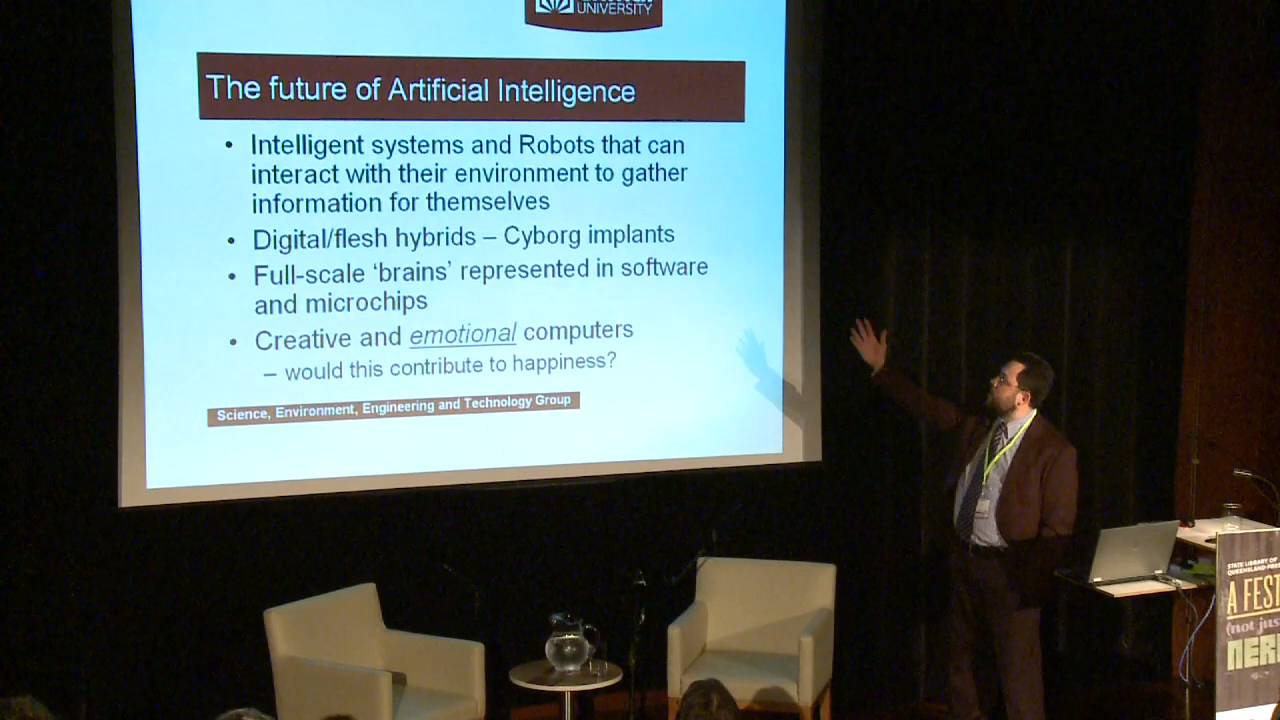 UNIVERSITY
The future of Artificial Intelligence
• Intelligent systems and Robots that can
interact with their environment to gather
information for themselves
• Digital/flesh hybrids – Cyborg implants
• Full-scale ‘brains’ represented in software
and microchips
• Creative and emotional computers
– would this contribute to happiness?
Science, Environment, Engineering and Technology Group
STATE LIBRARY OF
QUEENSLAND
A FEST
(not jus
NER